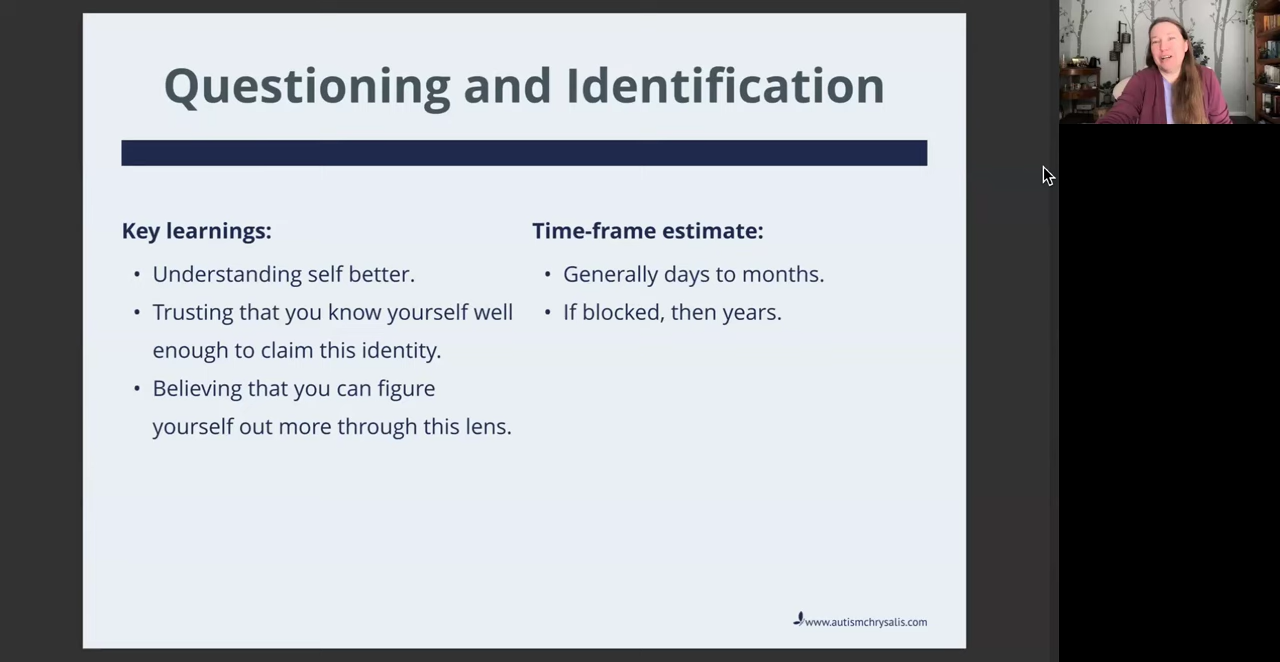 Questioning and Identification
Key learnings:
• Understanding self better.
• Trusting that you know yourself well
enough to claim this identity.
• Believing that you can figure
yourself out more through this lens.
Time-frame estimate:
• Generally days to months.
• If blocked, then years.
www.autismchrysalis.com